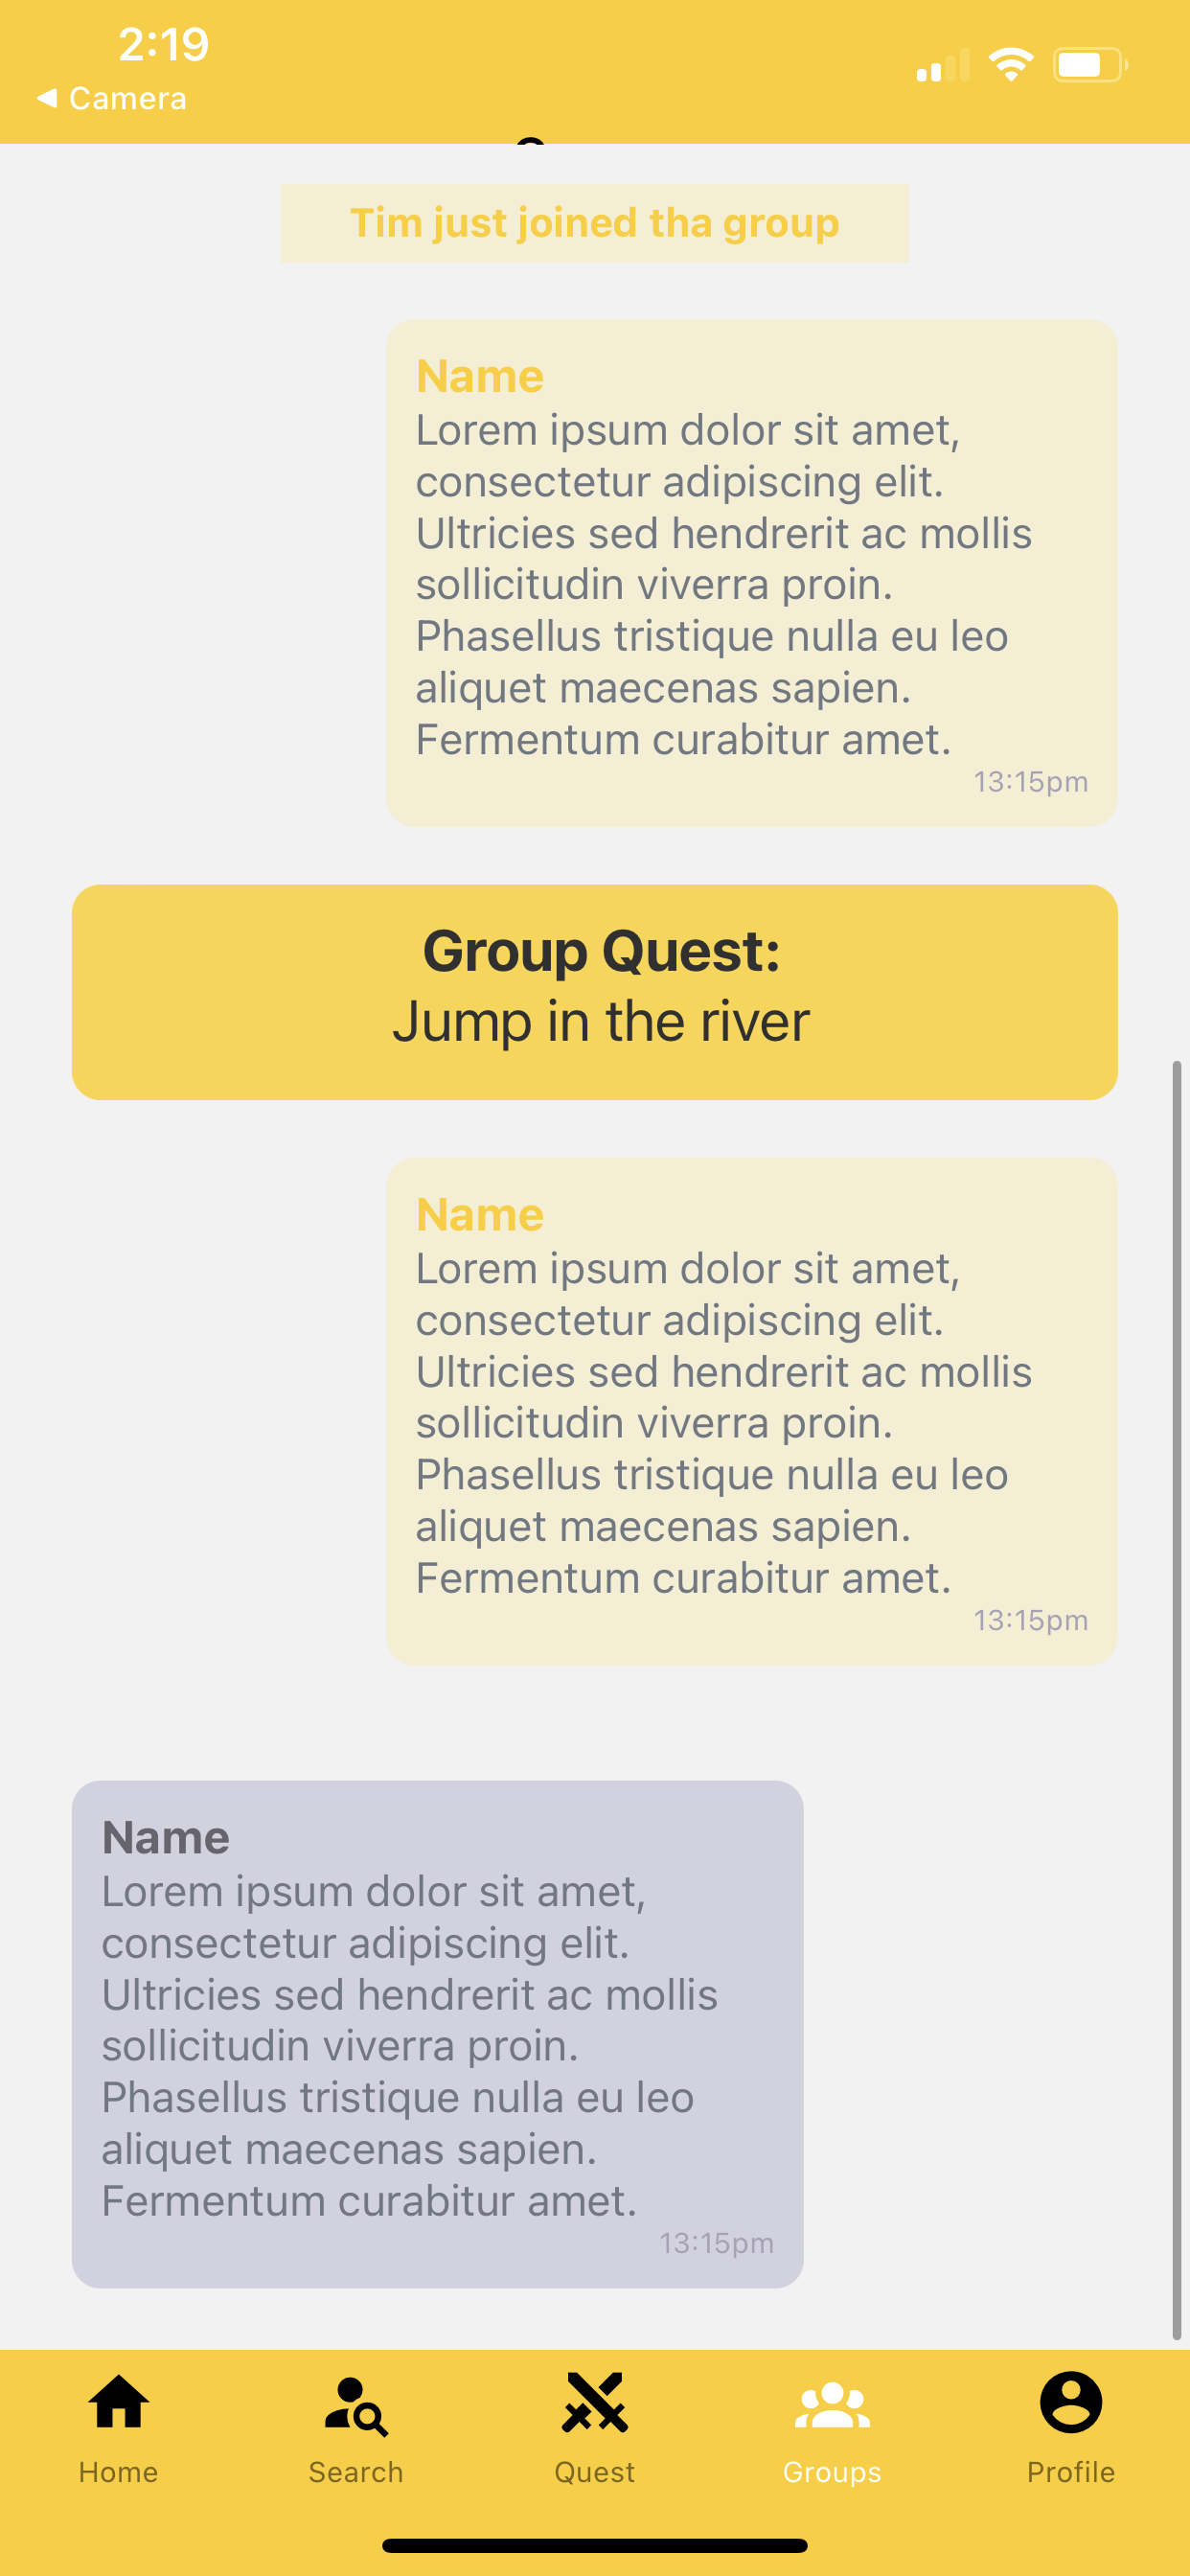 2:19
Camera
Tim just joined tha group
Name
Lorem ipsum dolor sit amet,
consectetur adipiscing elit.
Ultricies sed hendrerit ac mollis
sollicitudin viverra proin.
Phasellus tristique nulla eu leo
aliquet maecenas sapien.
Fermentum curabitur amet.
13:15pm
Group Quest:
Jump in the river
Name
Lorem ipsum dolor sit amet,
consectetur adipiscing elit.
Ultricies sed hendrerit ac mollis
sollicitudin viverra proin.
Phasellus tristique nulla eu leo
aliquet maecenas sapien.
Fermentum curabitur amet.
13:15pm
Name
Lorem ipsum dolor sit amet,
consectetur adipiscing elit.
Ultricies sed hendrerit ac mollis
sollicitudin viverra proin.
Phasellus tristique nulla eu leo
aliquet maecenas sapien.
Fermentum curabitur amet.
13:15pm
Home Search Quest Groups Profile